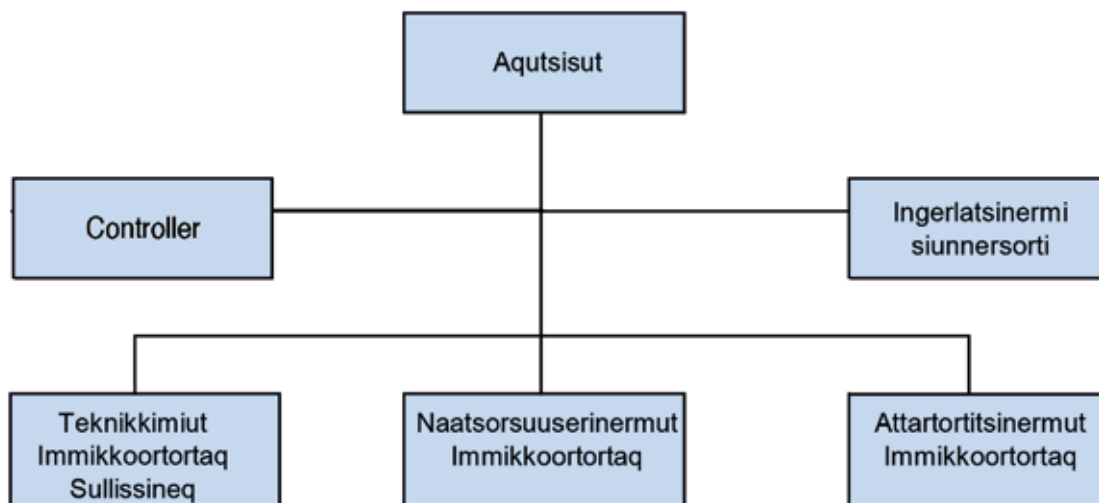 Aqutsisut
Controller
Ingerlatsinermi
siunnersorti
Teknikkimiut
Immikkoortortaq
Sullissineq
Naatsorsuuserinermut
Immikkoortortaq
Attartortitsinermut
Immikkoortortaq